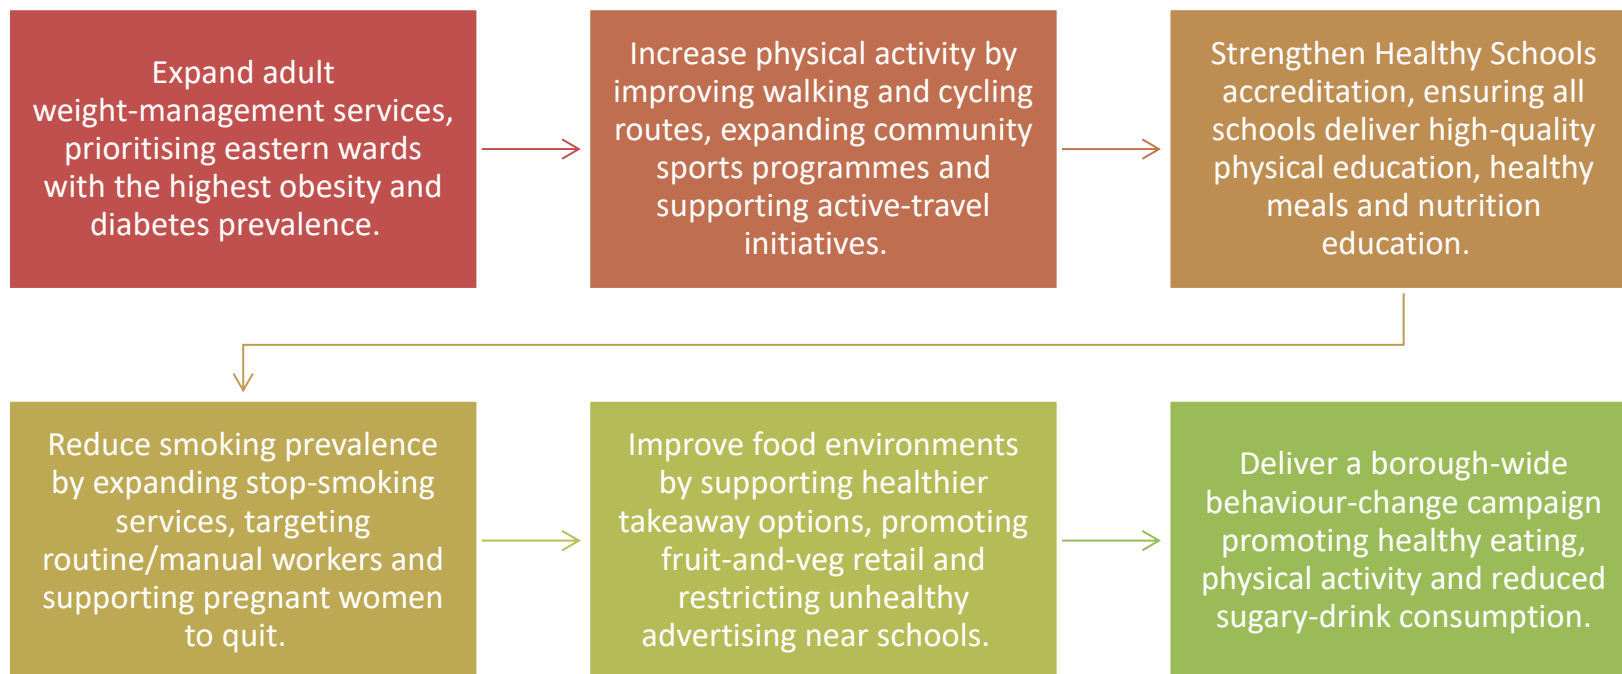 Expand adult
weight-management services,
prioritising eastern wards
with the highest obesity and
diabetes prevalence.
Increase physical activity by
improving walking and cycling
routes, expanding community
sports programmes and
supporting active-travel
initiatives.
Strengthen Healthy Schools
accreditation, ensuring all
schools deliver high-quality
physical education, healthy
meals and nutrition
education.
Reduce smoking prevalence
by expanding stop-smoking
services, targeting
routine/manual workers and
supporting pregnant women
to quit.
Improve food environments
by supporting healthier
takeaway options, promoting
fruit-and-veg retail and
restricting unhealthy
advertising near schools.
Deliver a borough-wide
behaviour-change campaign
promoting healthy eating,
physical activity and reduced
sugary-drink consumption.